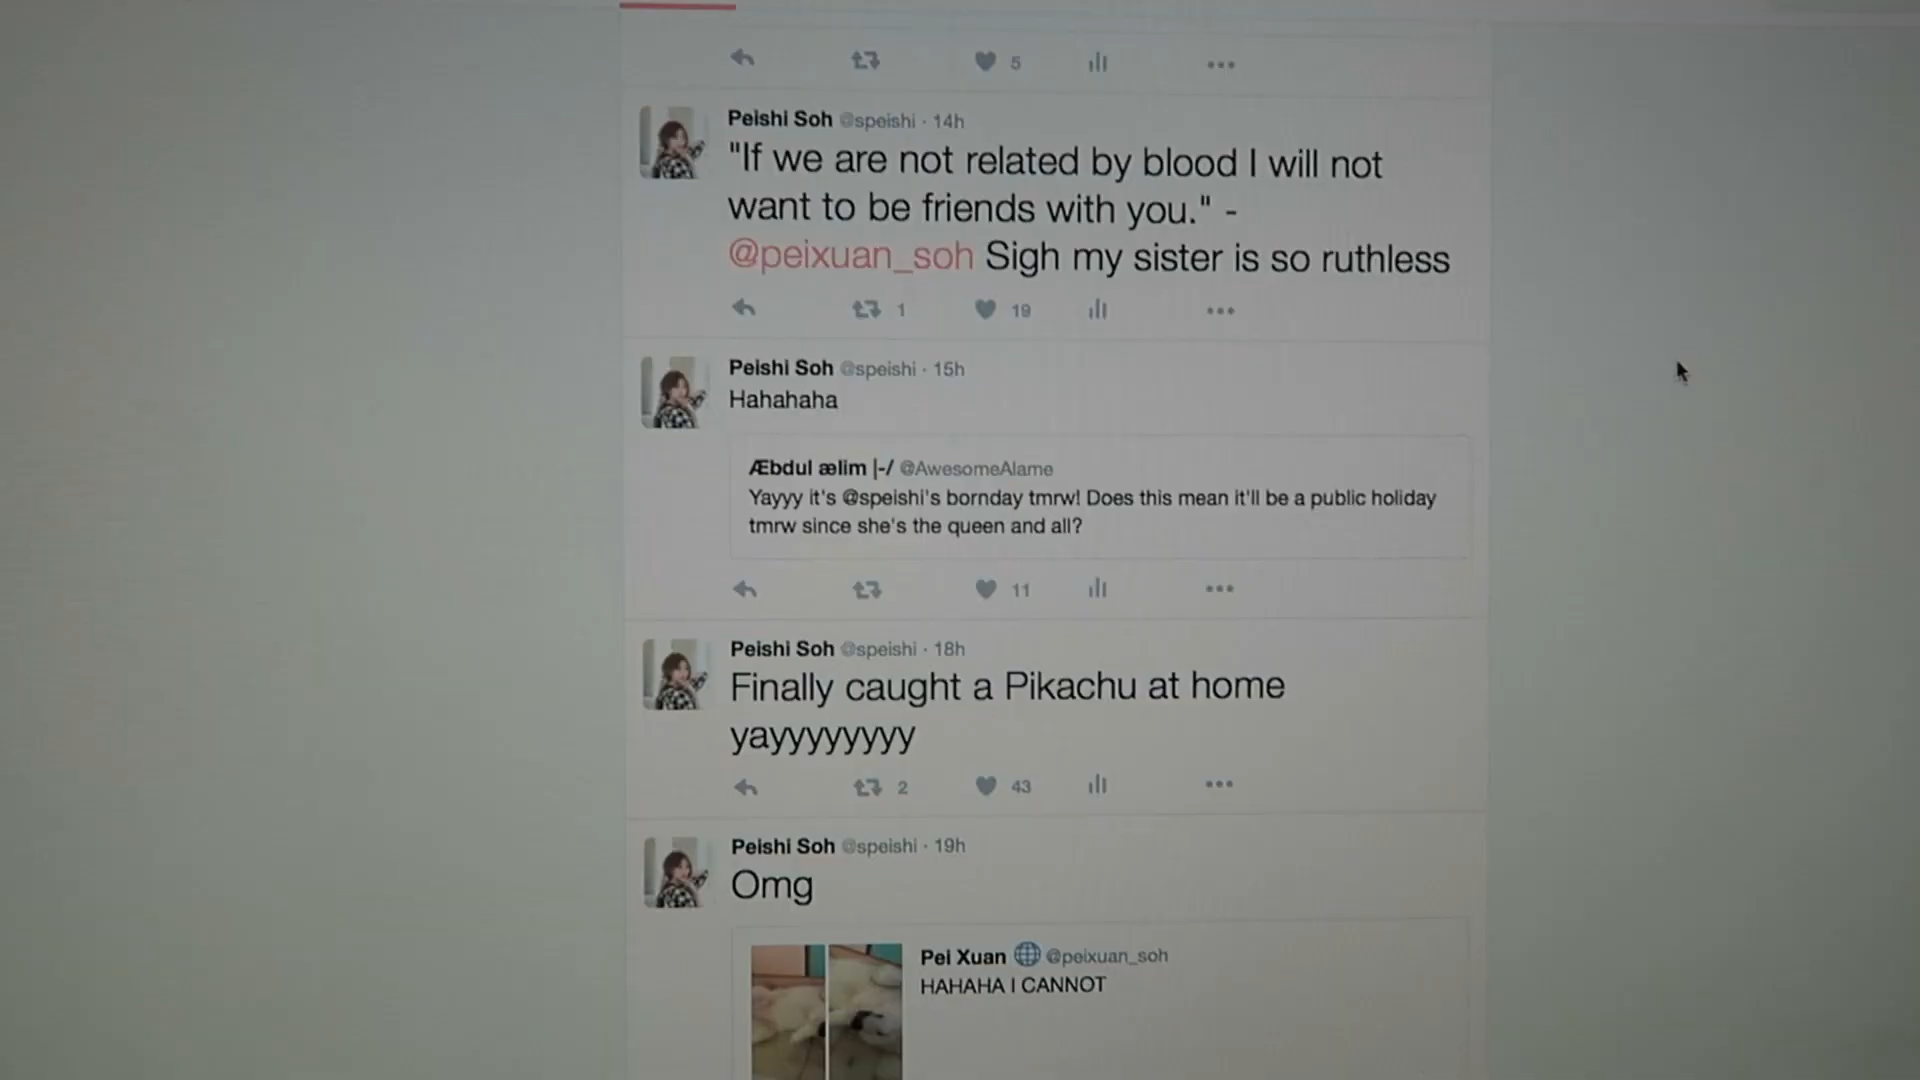 5
Peishi Soh @speishi · 14h
"If we are not related by blood I will not
want to be friends with you." -
@peixuan_soh Sigh my sister is so ruthless
1 19
Peishi Soh @speishi · 15h
Hahahaha
Æbdul ælim |-/ @AwesomeAlame
Yayyy it's @speishi's bornday tmrw! Does this mean it'll be a public holiday
tmrw since she's the queen and all?
11
Peishi Soh @speishi · 18h
Finally caught a Pikachu at home
yayyyyyyyy
2 43
Peishi Soh @speishi · 19h
Omg
Pei Xuan @peixuan_soh
HAHAHA I CANNOT